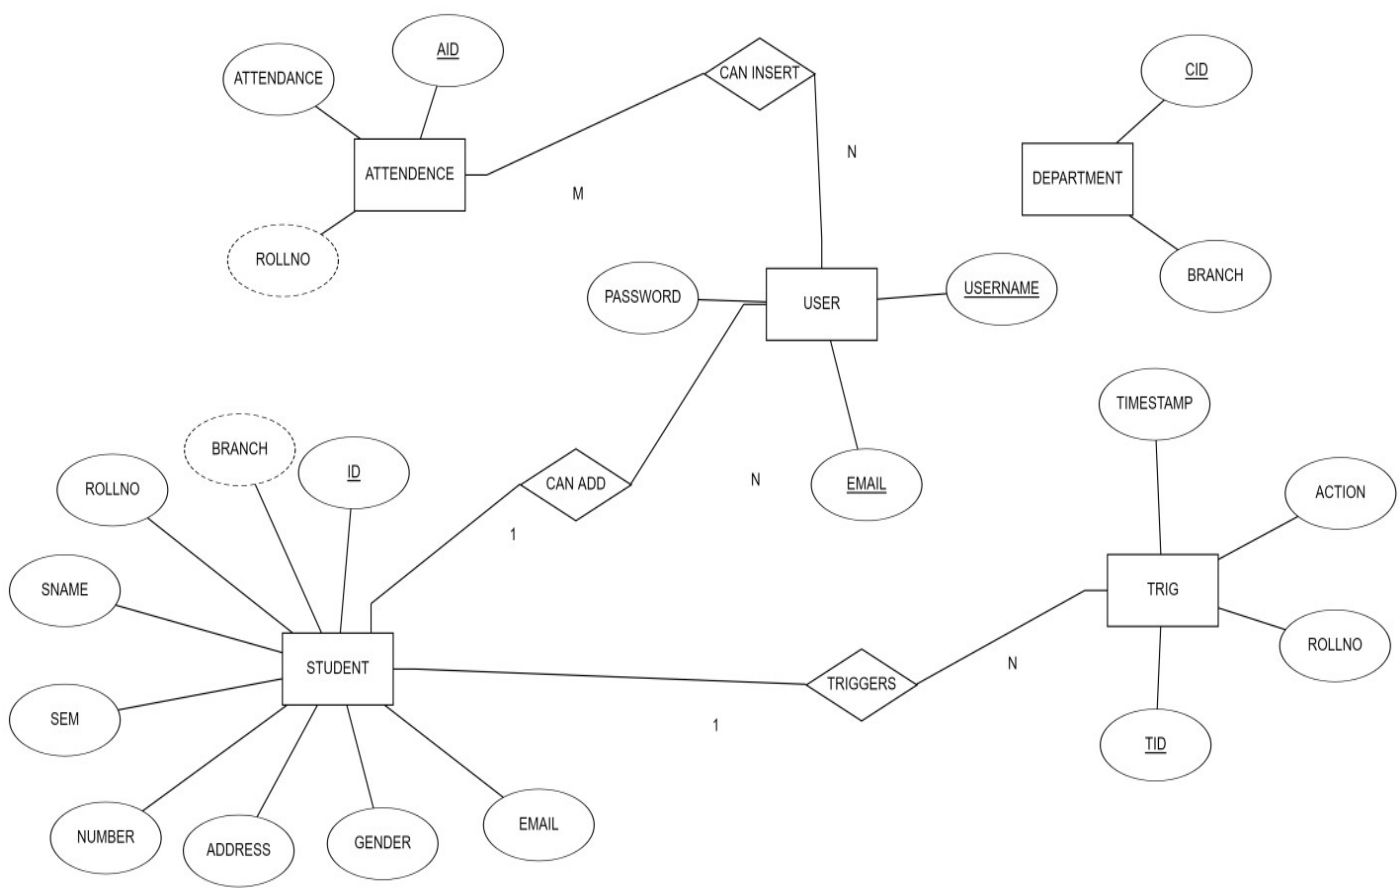 AID
CAN INSERT
CID
ATTENDANCE
N
ATTENDENCE
DEPARTMENT
M
ROLLNO
BRANCH
PASSWORD
USER
USERNAME
TIMESTAMP
BRANCH
ID
ROLLNO
CAN ADD
N
EMAIL
ACTION
1
SNAME
TRIG
STUDENT
TRIGGERS
N
ROLLNO
SEM
1
TID
NUMBER
ADDRESS
GENDER
EMAIL